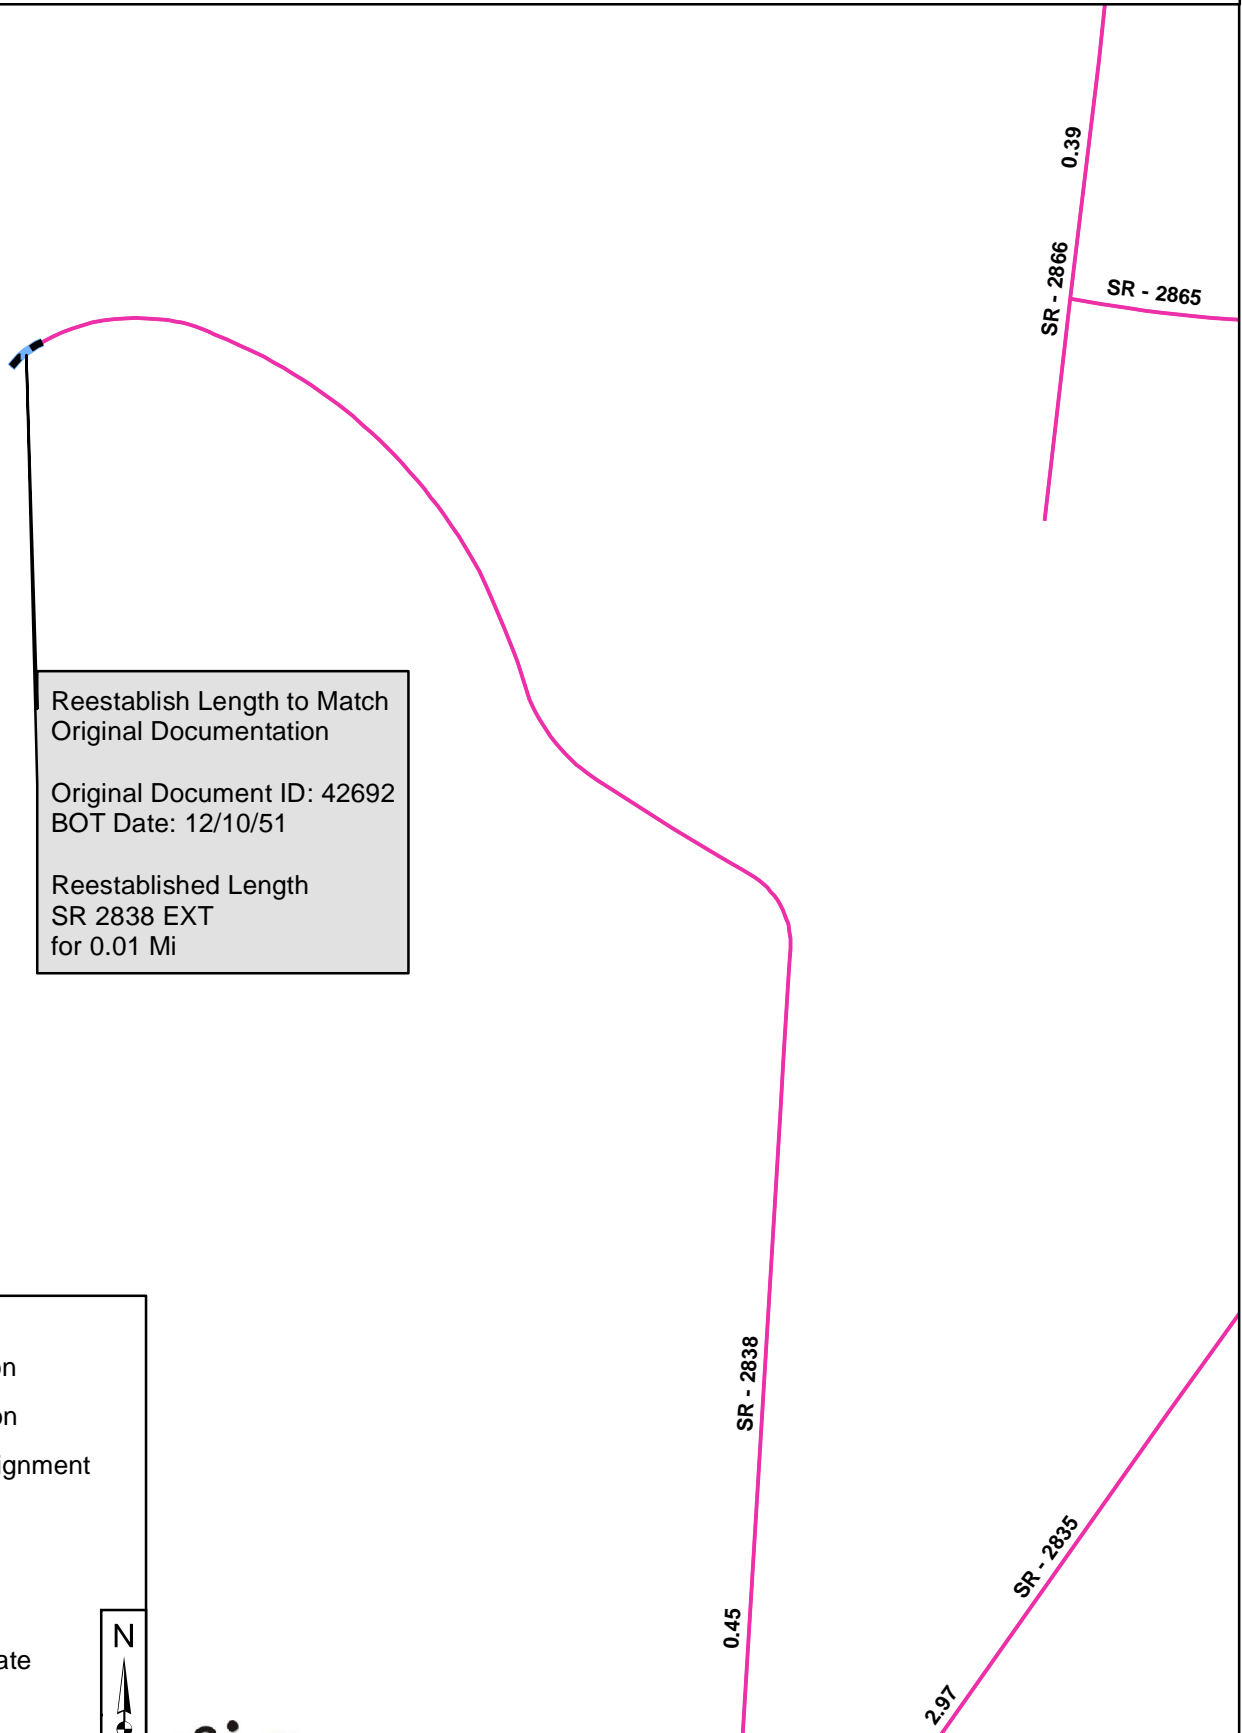 0.39
SR - 2866
SR - 2865
Reestablish Length to Match
Original Documentation
Original Document ID: 42692
BOT Date: 12/10/51
Reestablished Length
SR 2838 EXT
for 0.01 Mi
SR - 2838
0.45
SR - 2835
2.97
on
on
ignment
ate
N